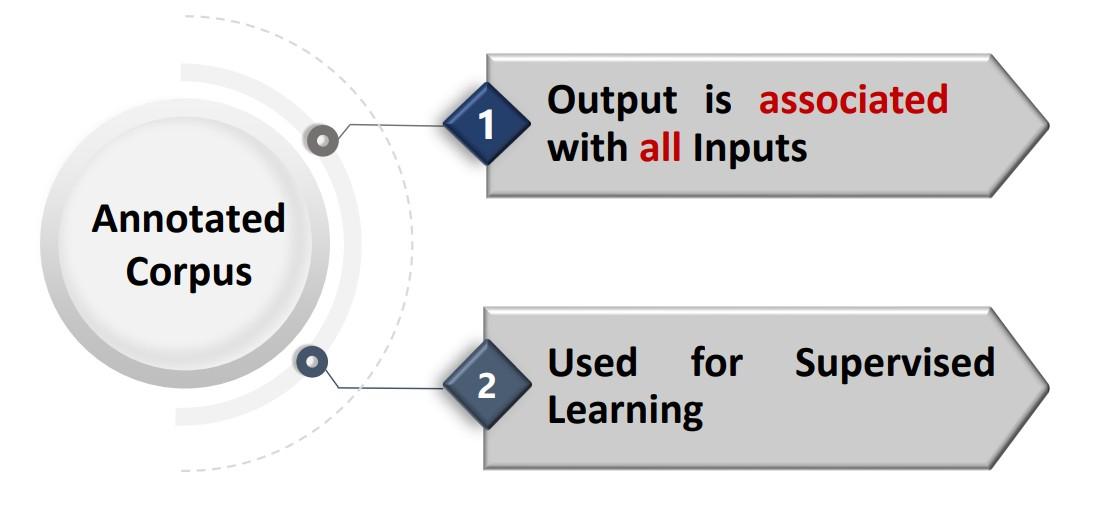 Annotated
Corpus
1
Output is associated
with all Inputs
2
Used for Supervised
Learning